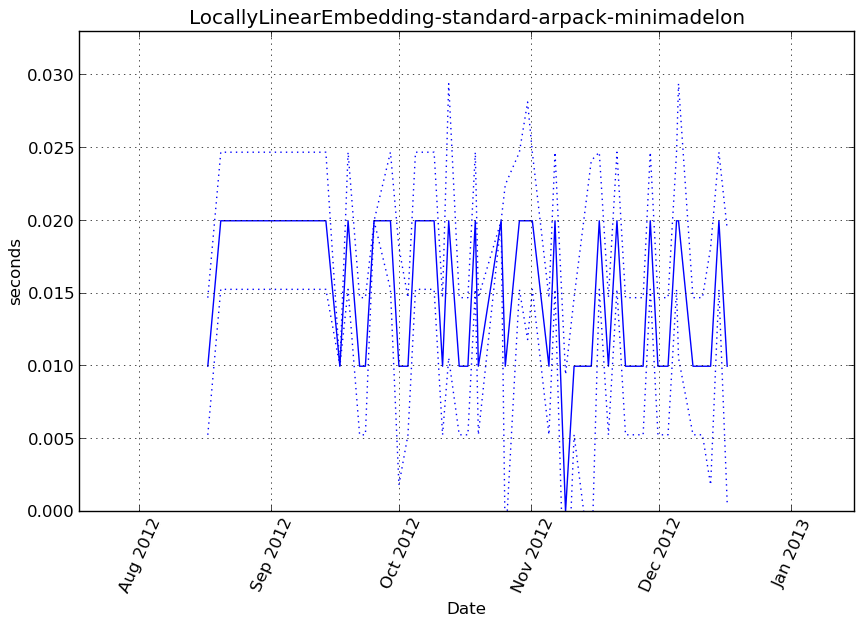 LocallyLinearEmbedding-standard-arpack-minimadelon
0.030
0.025
0.020
0.015
0.010
0.005
0.000
seconds
Aug 2012
Sep 2012
Oct 2012
Nov 2012
Dec 2012
Jan 2013
Date